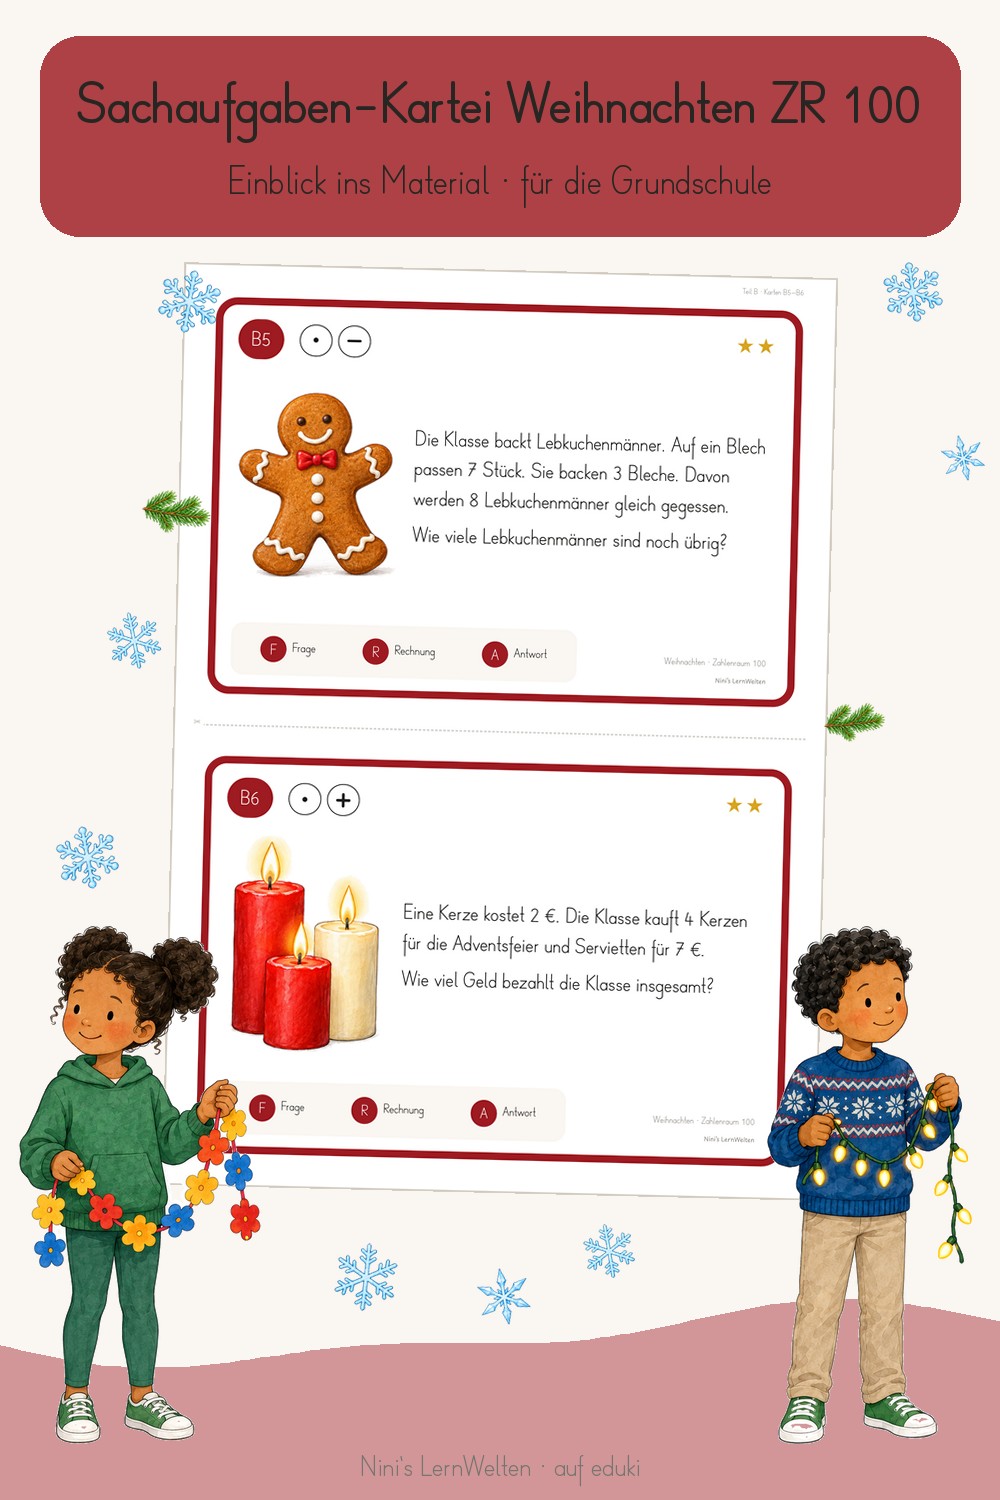 Sachaufgaben-Kartei Weihnachten ZR 100
Einblick ins Material · für die Grundschule
Teil B · Karten B5–B6
B5 · −
★★
Die Klasse backt Lebkuchenmänner. Auf ein Blech
passen 7 Stück. Sie backen 3 Bleche. Davon
werden 8 Lebkuchenmänner gleich gegessen.
Wie viele Lebkuchenmänner sind noch übrig?
F Frage R Rechnung A Antwort
Weihnachten · Zahlenraum 100
Nini's LernWelten
B6 · +
★★
Eine Kerze kostet 2 €. Die Klasse kauft 4 Kerzen
für die Adventsfeier und Servietten für 7 €.
Wie viel Geld bezahlt die Klasse insgesamt?
F Frage R Rechnung A Antwort
Weihnachten · Zahlenraum 100
Nini's LernWelten
Nini's LernWelten · auf eduki